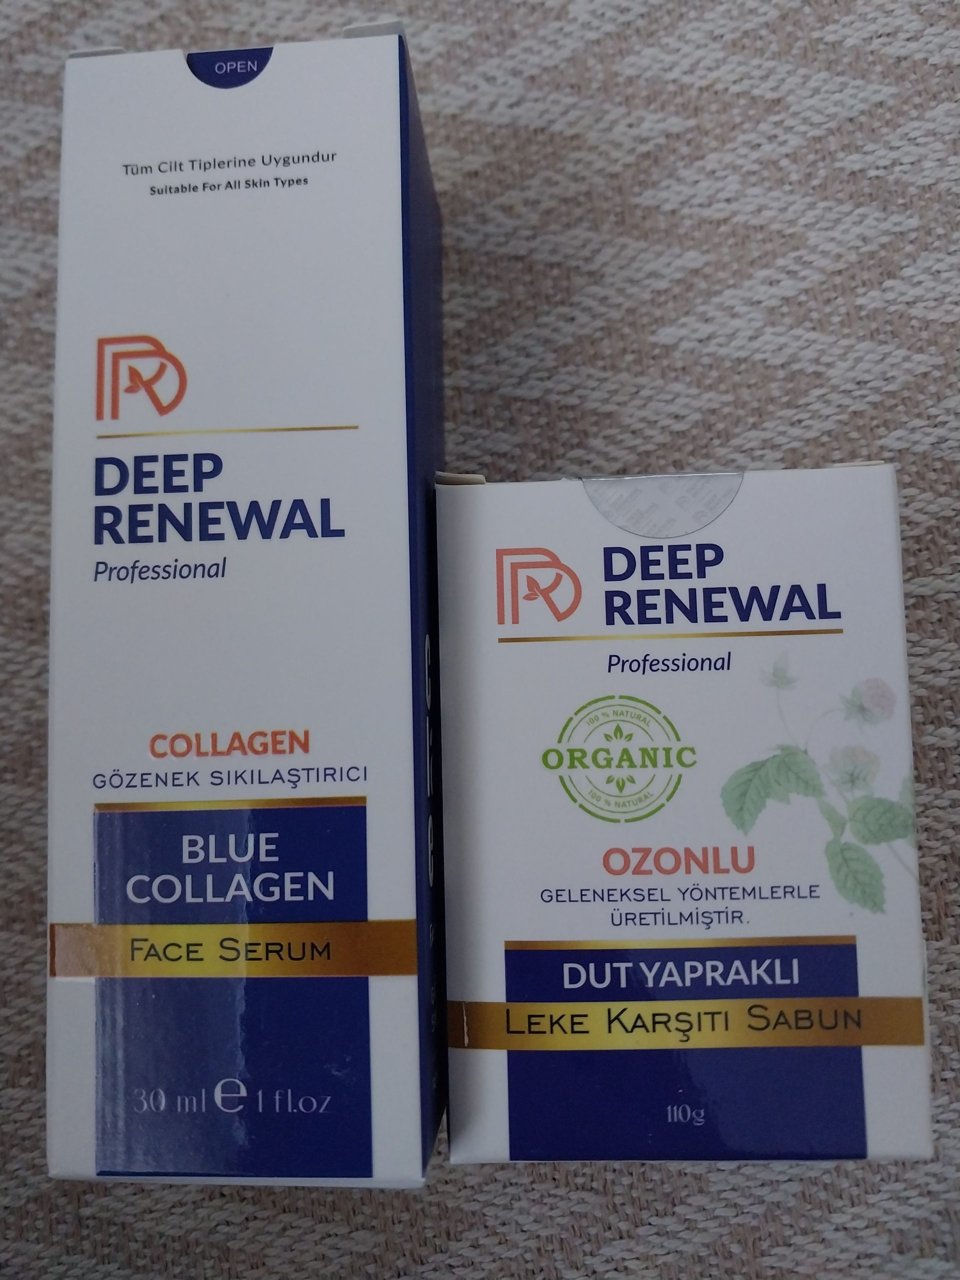 OPEN
Tüm Cilt Tiplerine Uygundur
Suitable For All Skin Types
DEEP
RENEWAL
Professional
COLLAGEN
GÖZENEK SIKILAŞTIRICI
BLUE
COLLAGEN
FACE SERUM
30 ml e 1 fl.oz
DEEP
RENEWAL
Professional
100 % NATURAL
ORGANIC
100 % NATURAL
OZONLU
GELENEKSEL YÖNTEMLERLE
ÜRETİLMİŞTİR.
DUT YAPRAKLI
LEKE KARŞITI SABUN
110g